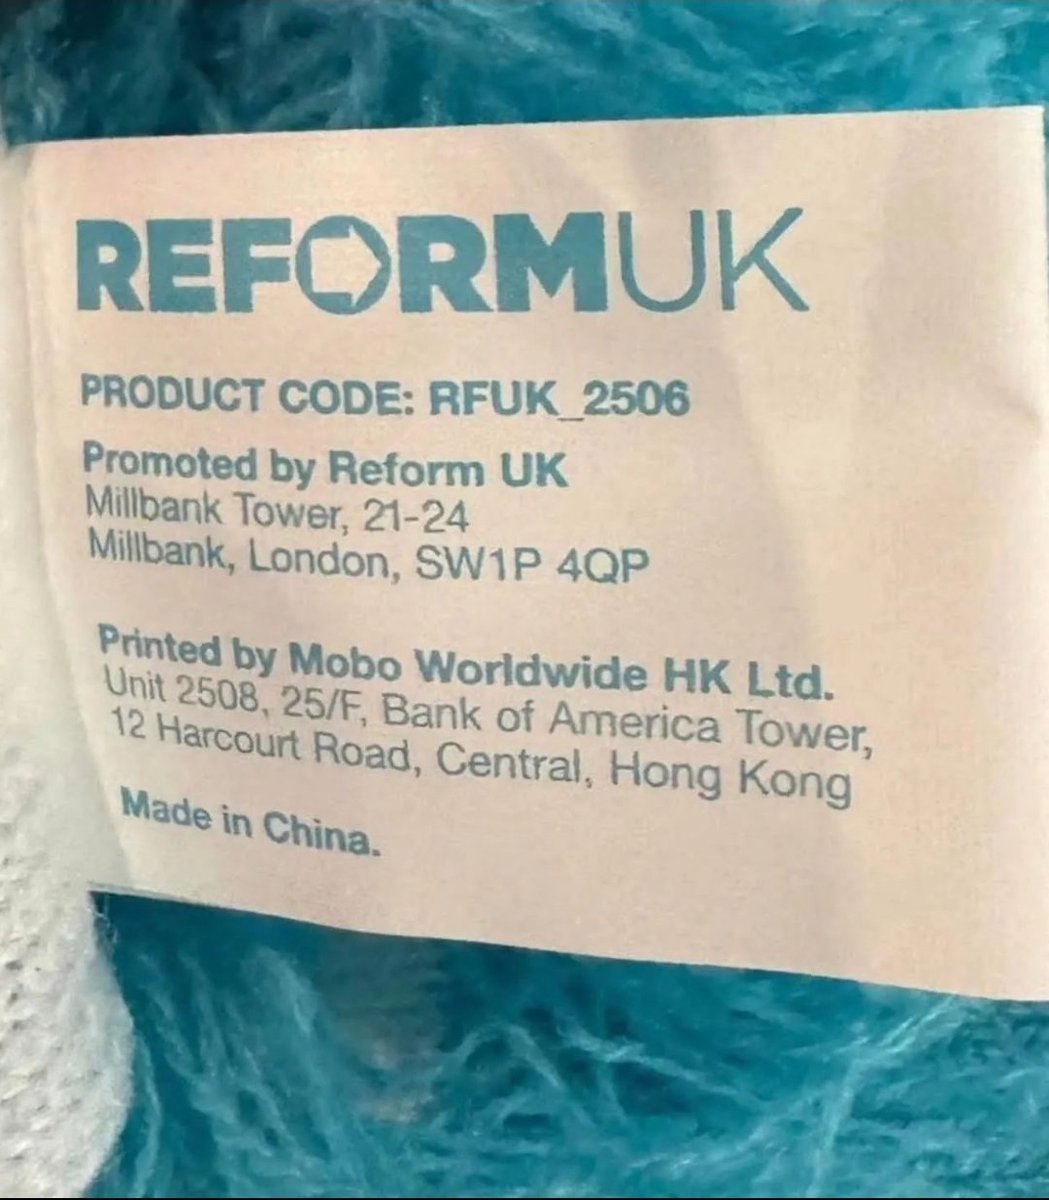 REFORMUK
PRODUCT CODE: RFUK_2506
Promoted by Reform UK
Millbank Tower, 21-24
Millbank, London, SW1P 4QP
Printed by Mobo Worldwide HK Ltd.
Unit 2508, 25/F, Bank of America Tower,
12 Harcourt Road, Central, Hong Kong
Made in China.